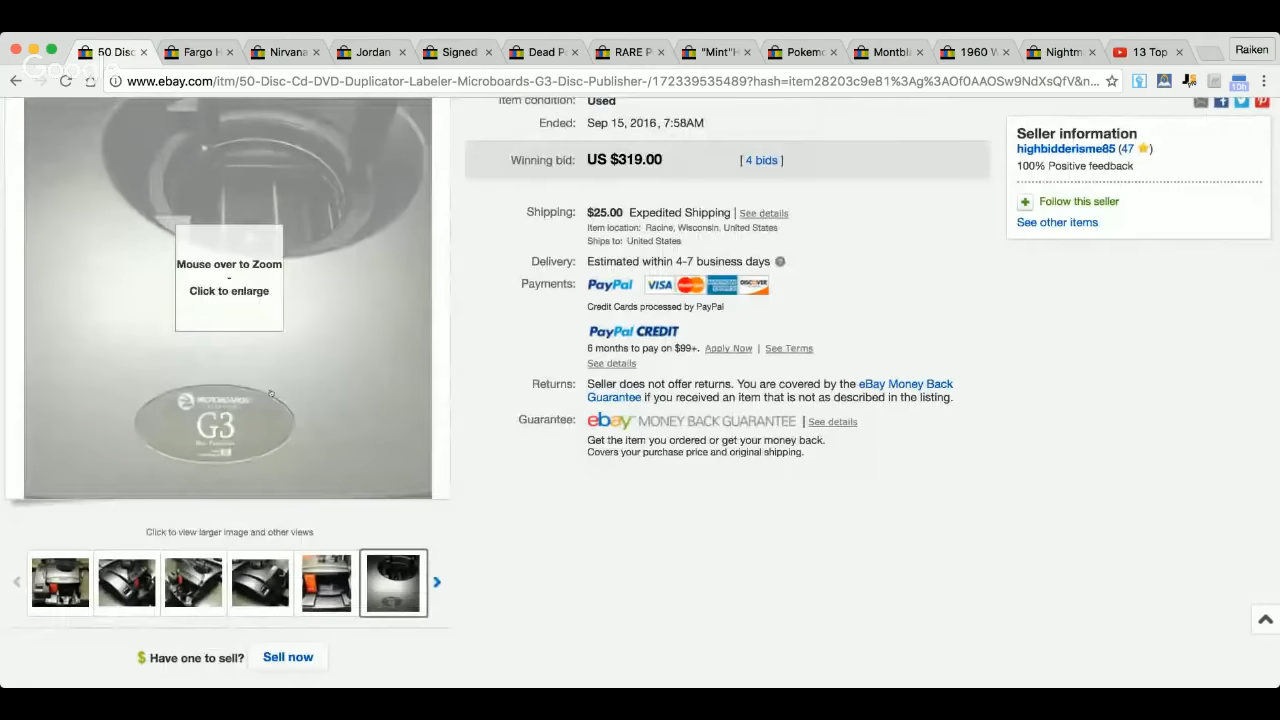 50 Disc
Fargo H
Nirvana
Jordan
Signed
Dead P
RARE P
"Mint"H
Pokemo
Montbl
1960 W
Nightm
13 Top
Raiken
Google
www.ebay.com/itm/50-Disc-Cd-DVD-Duplicator-Labeler-Microboards-G3-Disc-Publisher-/172339535489?hash=item28203c9e81%3Ag%3AOf0AAOSw9NdXsQfV&n...
10h
Item condition: Used
Ended: Sep 15, 2016, 7:58AM
Winning bid: US $319.00 [ 4 bids ]
Shipping: $25.00 Expedited Shipping | See details
Item location: Racine, Wisconsin, United States
Ships to: United States
Delivery: Estimated within 4-7 business days
Payments: PayPal VISA MasterCard DISCOVER
Credit Cards processed by PayPal
PayPal CREDIT
6 months to pay on $99+. Apply Now | See Terms
See details
Returns: Seller does not offer returns. You are covered by the eBay Money Back
Guarantee if you received an item that is not as described in the listing.
Guarantee: ebay MONEY BACK GUARANTEE | See details
Get the item you ordered or get your money back.
Covers your purchase price and original shipping.
Seller information
highbidderisme85 (47 )
100% Positive feedback
Follow this seller
See other items
Mouse over to Zoom
-
Click to enlarge
MICROBOARDS
G3
Click to view larger image and other views
$ Have one to sell? Sell now